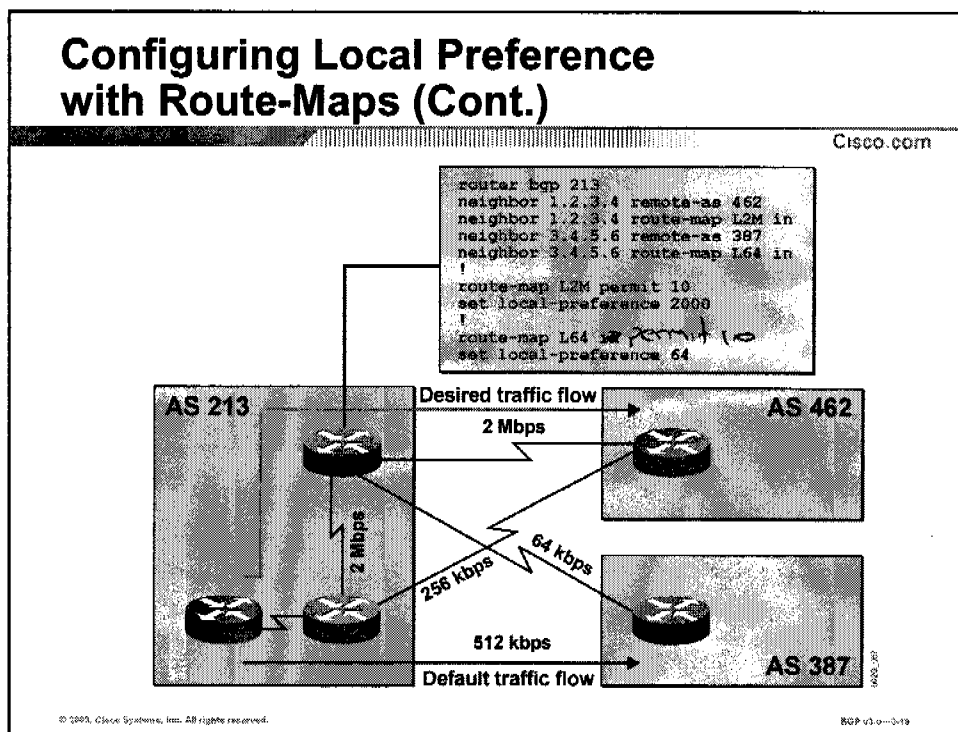 Configuring Local Preference
with Route-Maps (Cont.)
Cisco.com
router bgp 213
neighbor 1.2.3.4 remote-as 462
neighbor 1.2.3.4 route-map L2M in
neighbor 3.4.5.6 remote-as 387
neighbor 3.4.5.6 route-map L64 in
!
route-map L2M permit 10
set local-preference 2000
!
route-map L64 permit 10
set local-preference 64
AS 213
Desired traffic flow
AS 462
2 Mbps
2 Mbps
256 kbps
64 kbps
512 kbps
Default traffic flow
AS 387
© 2003, Cisco Systems, Inc. All rights reserved.